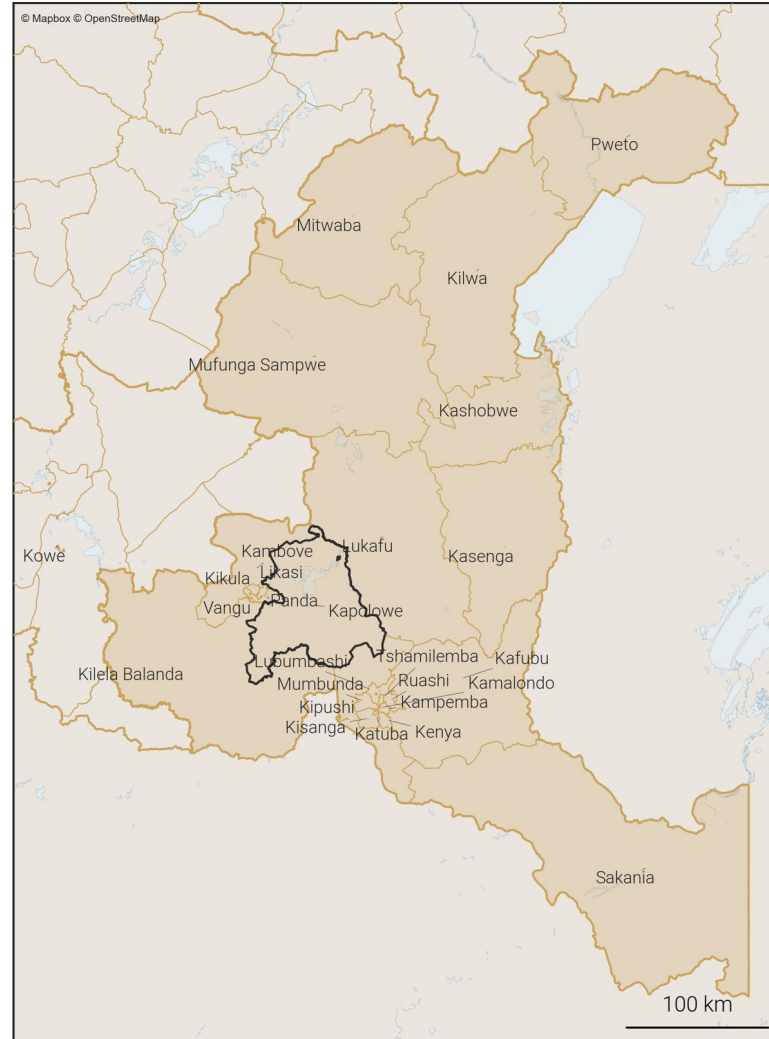 © Mapbox © OpenStreetMap
Pweto
Mitwaba
Kilwa
Mufunga Sampwe
Kashobwe
Lukafu
Kambove
Kowe
Kasenga
Likasi
Kikula
Panda
Vangu
Kapolowe
Tshamilemba
Kafubu
Lubumbashi
Kilela Balanda
Ruashi
Mumbunda
Kamalondo
Kampemba
Kipushi
Kisanga
Katuba
Kenya
Sakania
100 km